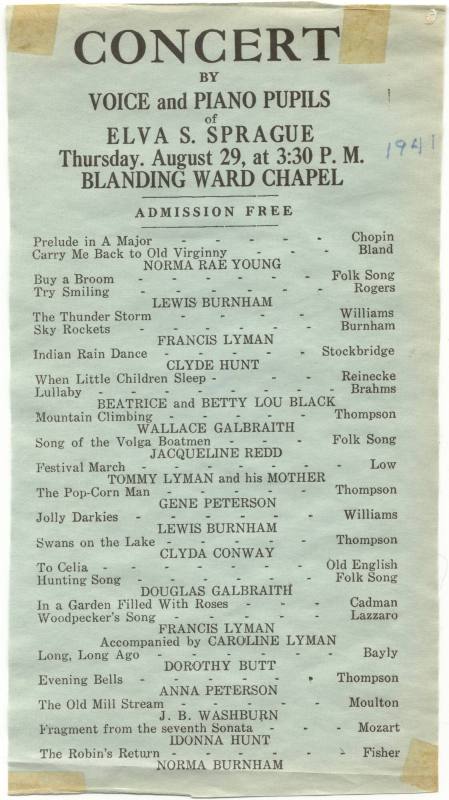 CONCERT
BY
VOICE and PIANO PUPILS
of
ELVA S. SPRAGUE
Thursday. August 29, at 3:30 P. M.
1941
BLANDING WARD CHAPEL
ADMISSION FREE
Prelude in A Major - - - - - Chopin
Carry Me Back to Old Virginny - - - Bland
NORMA RAE YOUNG
Buy a Broom - - - - - - Folk Song
Try Smiling - - - - - - Rogers
LEWIS BURNHAM
The Thunder Storm - - - - - Williams
Sky Rockets - - - - - - Burnham
FRANCIS LYMAN
Indian Rain Dance - - - - - Stockbridge
CLYDE HUNT
When Little Children Sleep - - - - Reinecke
Lullaby - - - - - - - Brahms
BEATRICE and BETTY LOU BLACK
Mountain Climbing - - - - - Thompson
WALLACE GALBRAITH
Song of the Volga Boatmen - - - Folk Song
JACQUELINE REDD
Festival March - - - - - - Low
TOMMY LYMAN and his MOTHER
The Pop-Corn Man - - - - - Thompson
GENE PETERSON
Jolly Darkies - - - - - - Williams
LEWIS BURNHAM
Swans on the Lake - - - - - Thompson
CLYDA CONWAY
To Celia - - - - - - - Old English
Hunting Song - - - - - - Folk Song
DOUGLAS GALBRAITH
In a Garden Filled With Roses - - - Cadman
Woodpecker's Song - - - - - Lazzaro
FRANCIS LYMAN
Accompanied by CAROLINE LYMAN
Long, Long Ago - - - - - - Bayly
DOROTHY BUTT
Evening Bells - - - - - - Thompson
ANNA PETERSON
The Old Mill Stream - - - - - Moulton
J. B. WASHBURN
Fragment from the seventh Sonata - - - Mozart
IDONNA HUNT
The Robin's Return - - - - - - Fisher
NORMA BURNHAM